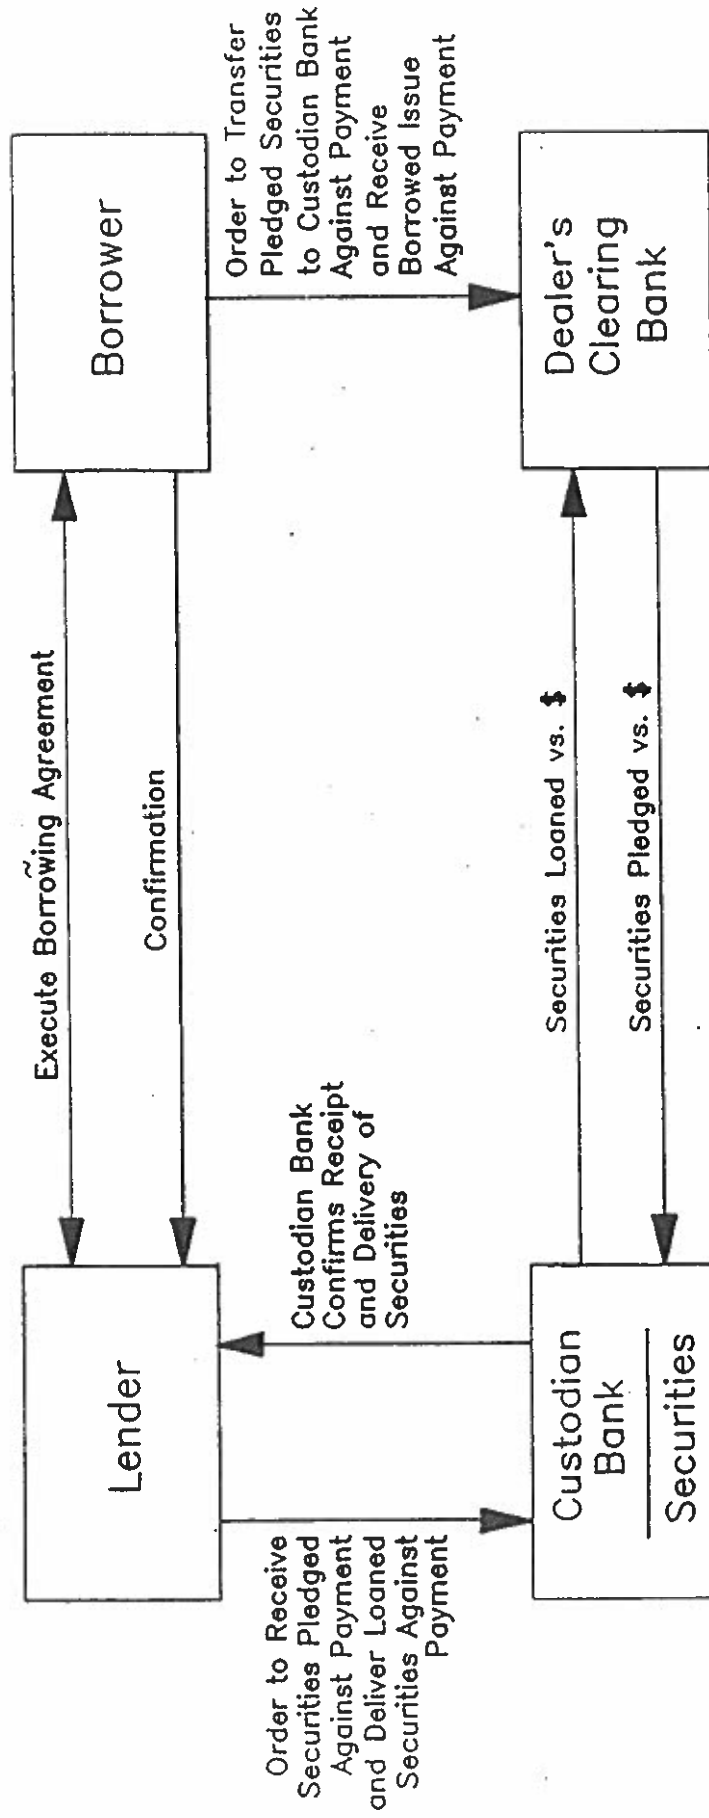 Lender
Execute Borrowing Agreement
Confirmation
Borrower
Order to Receive
Securities Pledged
Against Payment
and Deliver Loaned
Securities Against
Payment
Custodian Bank
Confirms Receipt
and Delivery of
Securities
Order to Transfer
Pledged Securities
to Custodian Bank
Against Payment
and Receive
Borrowed Issue
Against Payment
Custodian
Bank
Securities
Securities Loaned vs. $
Securities Pledged vs. $
Dealer's
Clearing
Bank